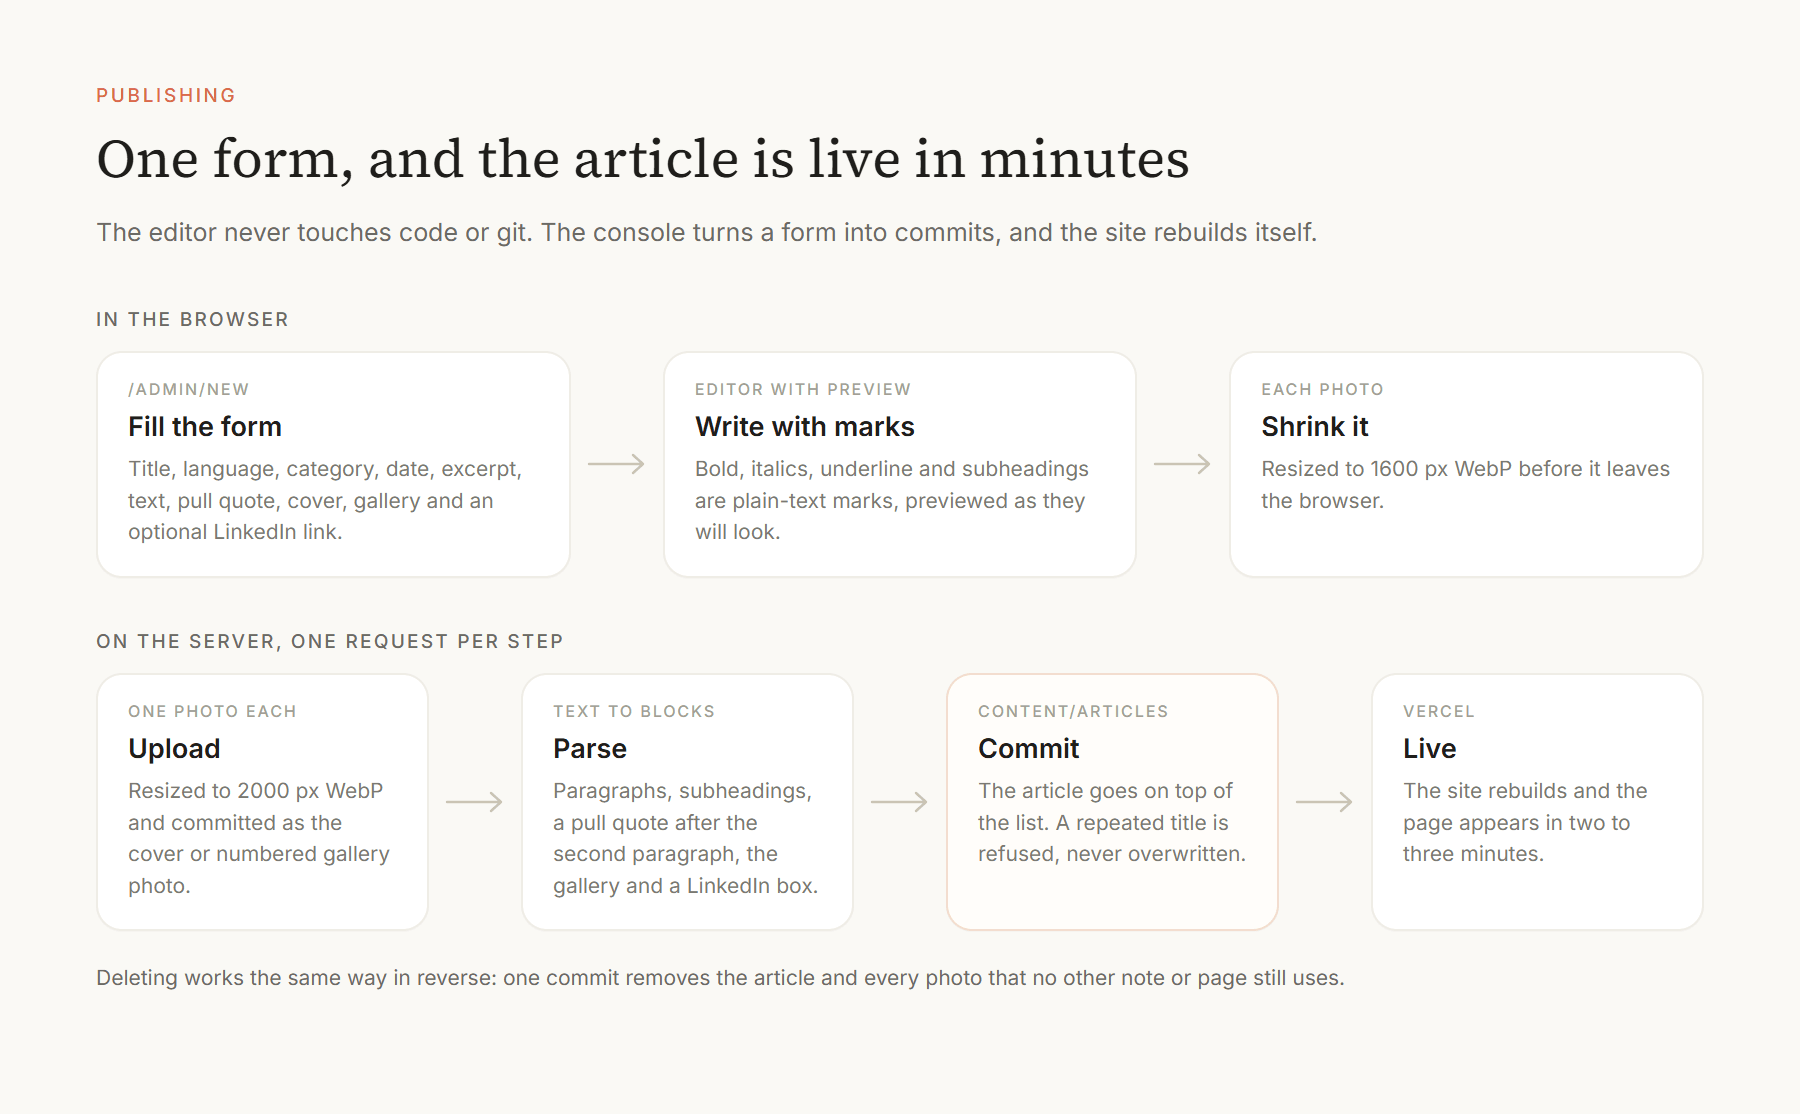 PUBLISHING
One form, and the article is live in minutes
The editor never touches code or git. The console turns a form into commits, and the site rebuilds itself.
IN THE BROWSER
/ADMIN/NEW
Fill the form
Title, language, category, date, excerpt,
text, pull quote, cover, gallery and an
optional LinkedIn link.
EDITOR WITH PREVIEW
Write with marks
Bold, italics, underline and subheadings
are plain-text marks, previewed as they
will look.
EACH PHOTO
Shrink it
Resized to 1600 px WebP before it leaves
the browser.
ON THE SERVER, ONE REQUEST PER STEP
ONE PHOTO EACH
Upload
Resized to 2000 px WebP
and committed as the
cover or numbered gallery
photo.
TEXT TO BLOCKS
Parse
Paragraphs, subheadings,
a pull quote after the
second paragraph, the
gallery and a LinkedIn box.
CONTENT/ARTICLES
Commit
The article goes on top of
the list. A repeated title is
refused, never overwritten.
VERCEL
Live
The site rebuilds and the
page appears in two to
three minutes.
Deleting works the same way in reverse: one commit removes the article and every photo that no other note or page still uses.